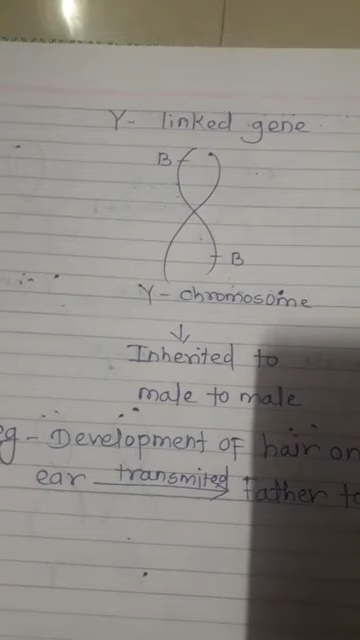 Y- linked gene
B
B
Y - chromosome
↓
Inherited to
male to male
eg - Development of hair on
ear transmited father to